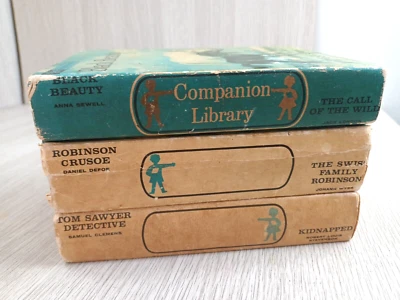 BLACK
BEAUTY
ANNA SEWELL
Companion
Library
THE CALL
OF THE WILD
ROBINSON
CRUSOE
DANIEL DEFOE
THE SWISS
FAMILY
ROBINSON
TOM SAWYER
DETECTIVE
SAMUEL CLEMENS
KIDNAPPED